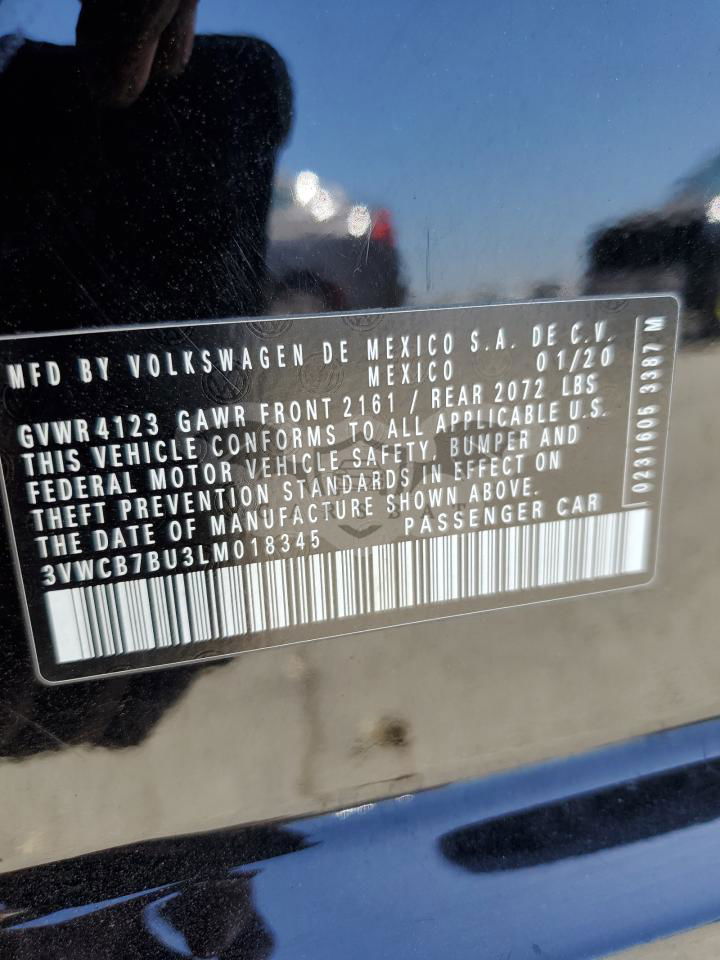 MFD BY VOLKSWAGEN DE MEXICO S.A. DE C.V.
MEXICO 01/20
GVWR 4123 GAWR FRONT 2161 / REAR 2072 LBS
THIS VEHICLE CONFORMS TO ALL APPLICABLE U.S.
FEDERAL MOTOR VEHICLE SAFETY, BUMPER AND
THEFT PREVENTION STANDARDS IN EFFECT ON
THE DATE OF MANUFACTURE SHOWN ABOVE.
3VWCB7BU3LM018345 PASSENGER CAR
0231605 3387 M